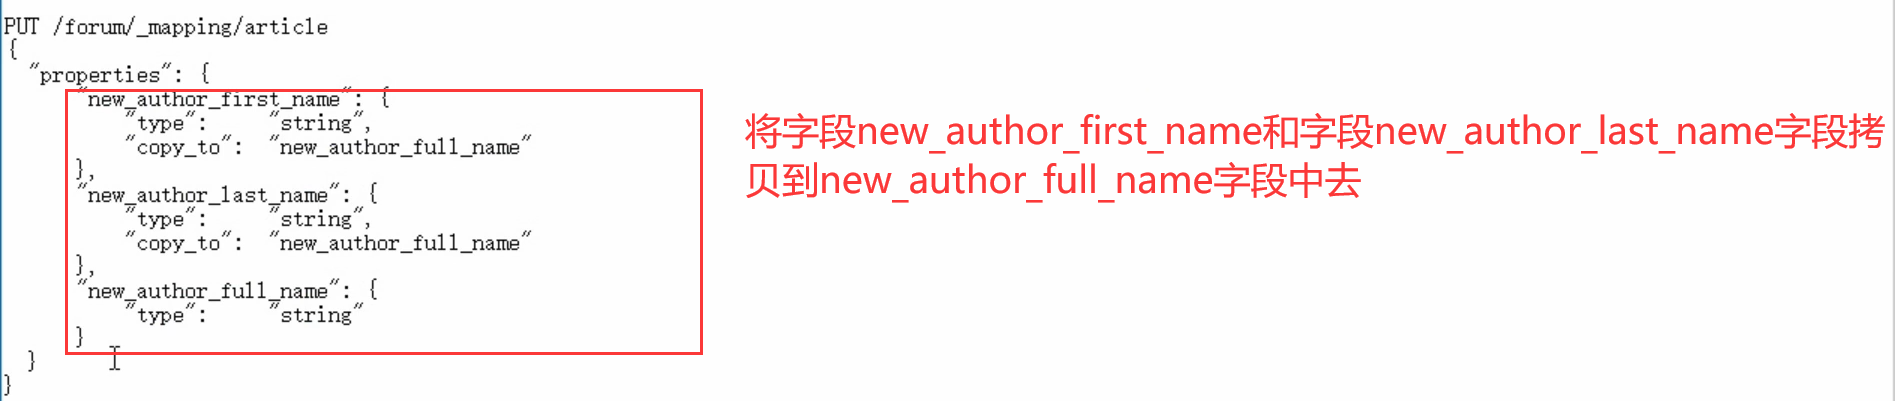 PUT /forum/_mapping/article
{
"properties": {
"new_author_first_name": {
"type": "string",
"copy_to": "new_author_full_name"
},
"new_author_last_name": {
"type": "string",
"copy_to": "new_author_full_name"
},
"new_author_full_name": {
"type": "string"
}
}
}
将字段new_author_first_name和字段new_author_last_name字段拷
贝到new_author_full_name字段中去